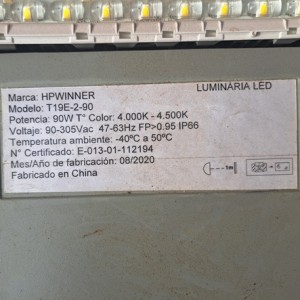 LUMINARIA LED
Marca: HPWINNER
Modelo: T19E-2-90
Potencia: 90W T° Color: 4.000K - 4.500K
Voltaje: 90-305Vac 47-63Hz FP>0.95 IP66
Temperatura ambiente: -40°C a 50°C
N° Certificado: E-013-01-112194
Mes/Año de fabricación: 08/2020
Fabricado en China
1m